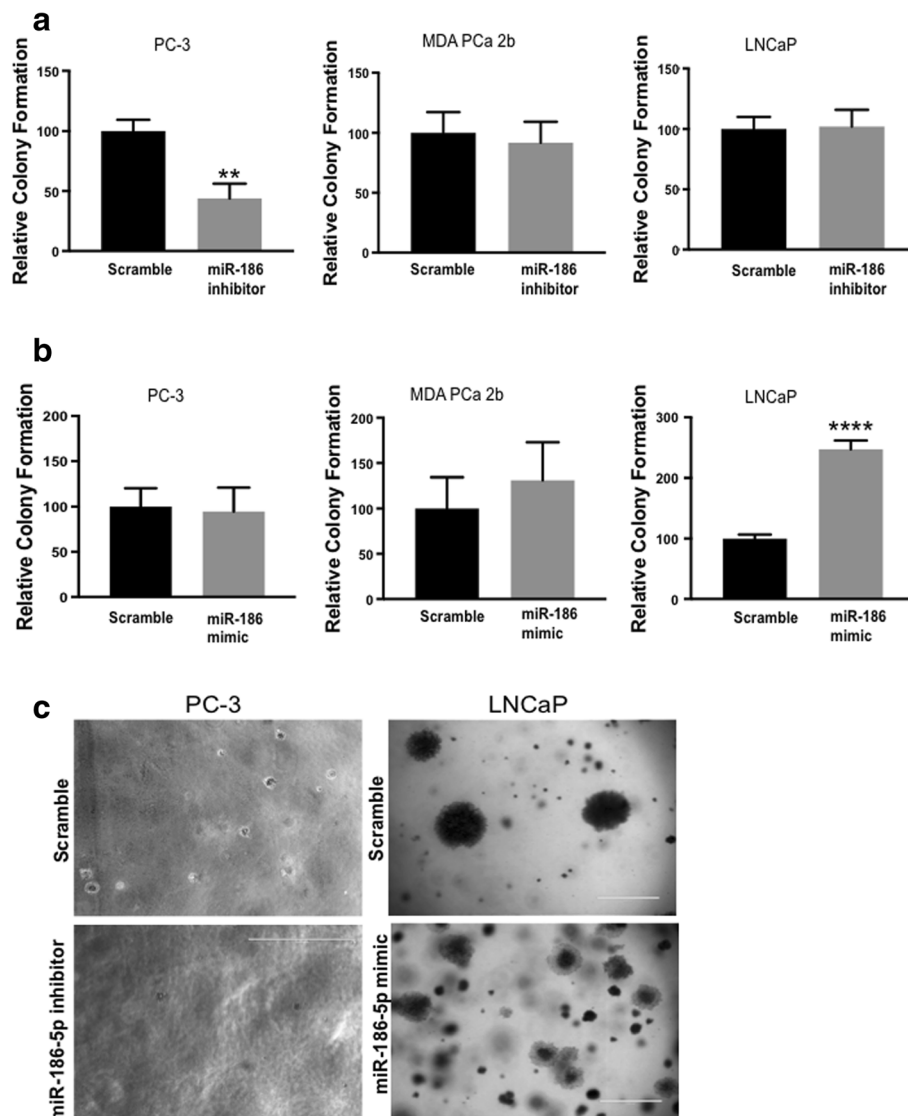 a
PC-3
MDA PCa 2b
LNCaP
Relative Colony Formation
150
100
50
0
**
Scramble
miR-186
inhibitor
Relative Colony Formation
150
100
50
0
Scramble
miR-186
inhibitor
Relative Colony Formation
150
100
50
0
Scramble
miR-186
inhibitor
b
PC-3
MDA PCa 2b
LNCaP
Relative Colony Formation
200
150
100
50
0
Scramble
miR-186
mimic
Relative Colony Formation
200
150
100
50
0
Scramble
miR-186
mimic
Relative Colony Formation
300
200
100
0
****
Scramble
miR-186
mimic
c
PC-3
LNCaP
Scramble
Scramble
miR-186-5p inhibitor
miR-186-5p mimic